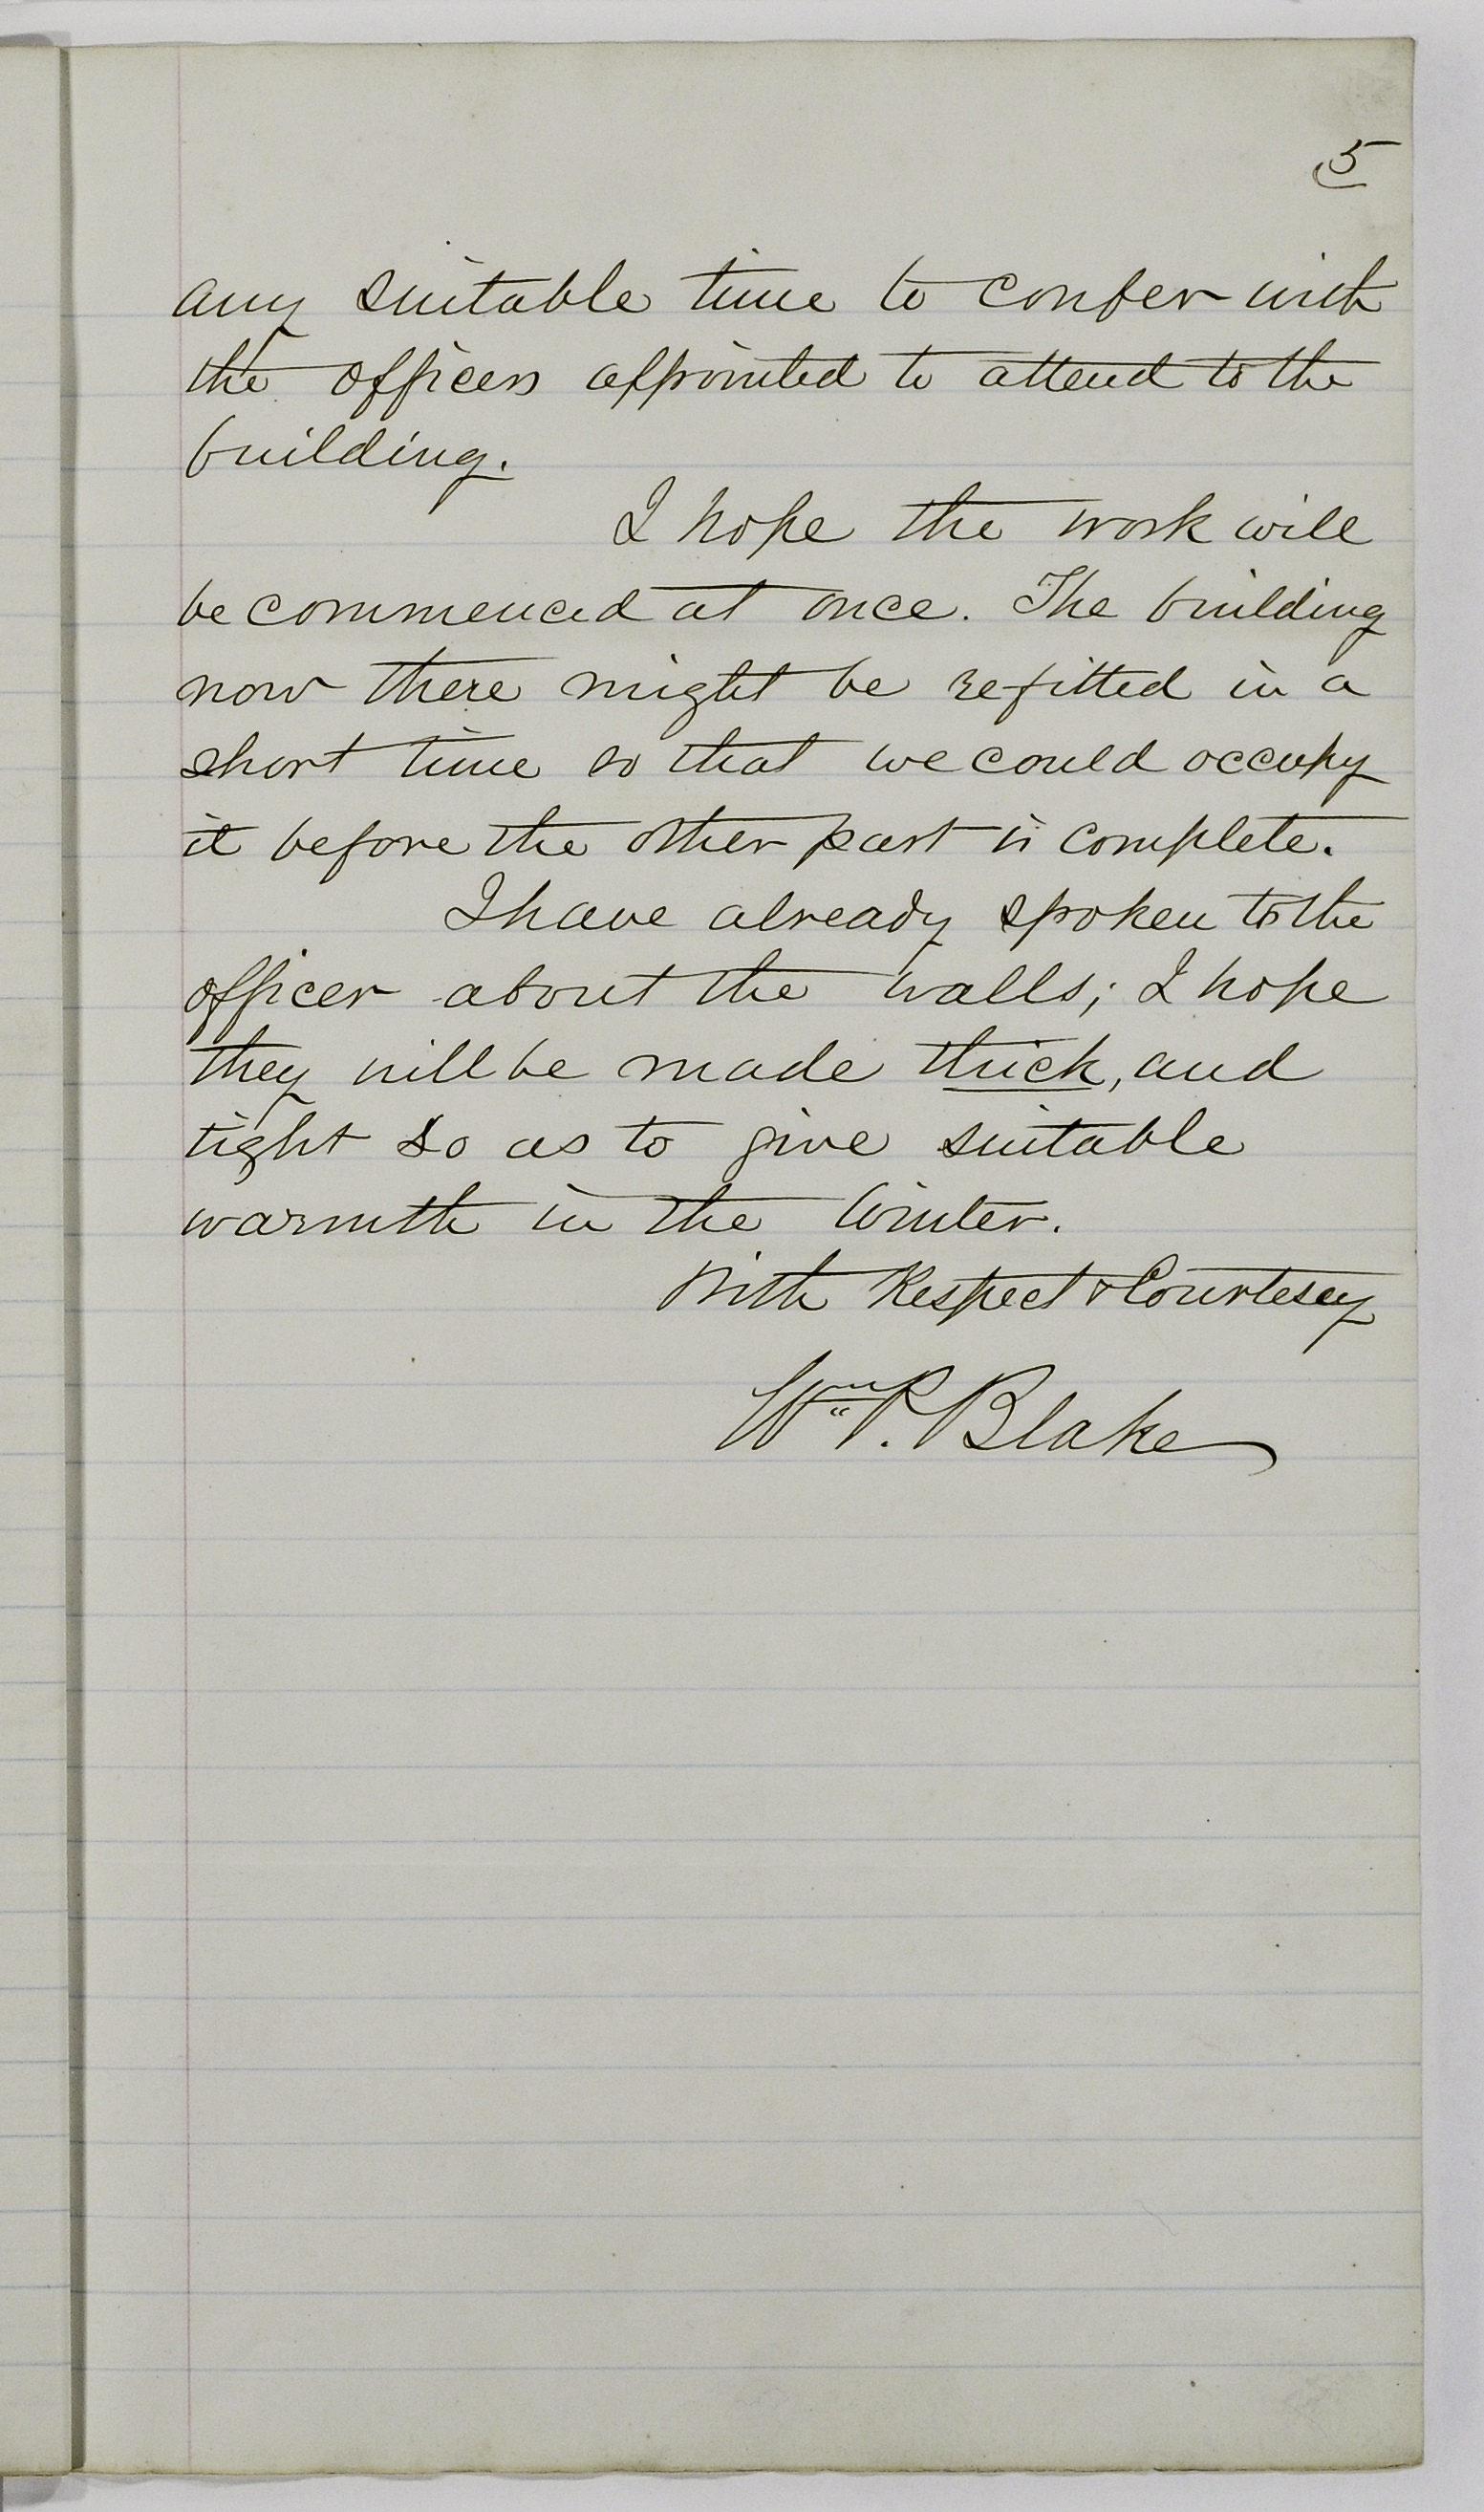 5
any suitable time to confer with
the officers appointed to attend to the
building.
I hope the work will
be commenced at once. The building
now there might be refitted in a
short time so that we could occupy
it before the other part is complete.
I have already spoken to the
officer about the walls; I hope
they will be made thick, and
tight so as to give suitable
warmth in the Winter.
With Respect & Courtesey
Wm P. Blake